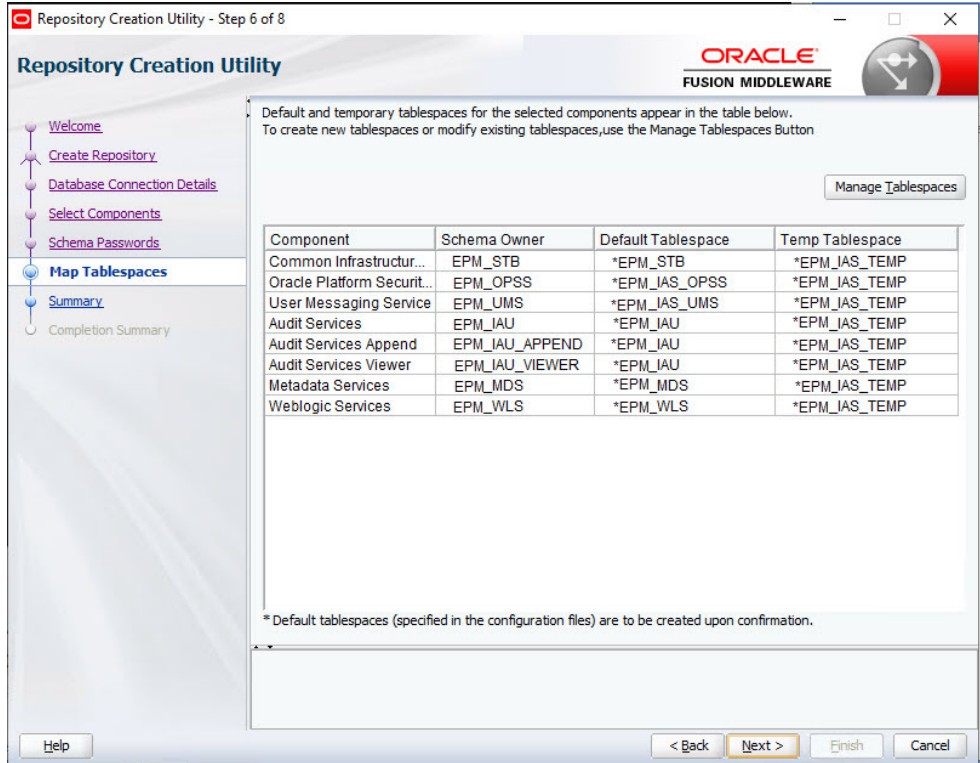 Repository Creation Utility - Step 6 of 8
Repository Creation Utility
ORACLE
FUSION MIDDLEWARE
Welcome
Create Repository
Database Connection Details
Select Components
Schema Passwords
Map Tablespaces
Summary
Completion Summary
Default and temporary tablespaces for the selected components appear in the table below.
To create new tablespaces or modify existing tablespaces,use the Manage Tablespaces Button
Manage Tablespaces
Component Schema Owner Default Tablespace Temp Tablespace
Common Infrastructur... EPM_STB *EPM_STB *EPM_IAS_TEMP
Oracle Platform Securit... EPM_OPSS *EPM_IAS_OPSS *EPM_IAS_TEMP
User Messaging Service EPM_UMS *EPM_IAS_UMS *EPM_IAS_TEMP
Audit Services EPM_IAU *EPM_IAU *EPM_IAS_TEMP
Audit Services Append EPM_IAU_APPEND *EPM_IAU *EPM_IAS_TEMP
Audit Services Viewer EPM_IAU_VIEWER *EPM_IAU *EPM_IAS_TEMP
Metadata Services EPM_MDS *EPM_MDS *EPM_IAS_TEMP
Weblogic Services EPM_WLS *EPM_WLS *EPM_IAS_TEMP
* Default tablespaces (specified in the configuration files) are to be created upon confirmation.
Help
< Back Next > Finish Cancel